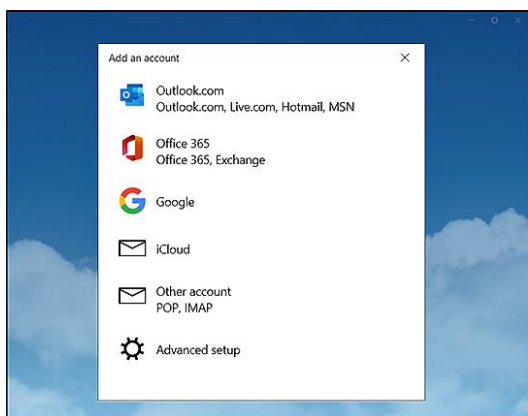 Add an account
Outlook.com
Outlook.com, Live.com, Hotmail, MSN
Office 365
Office 365, Exchange
Google
iCloud
Other account
POP, IMAP
Advanced setup